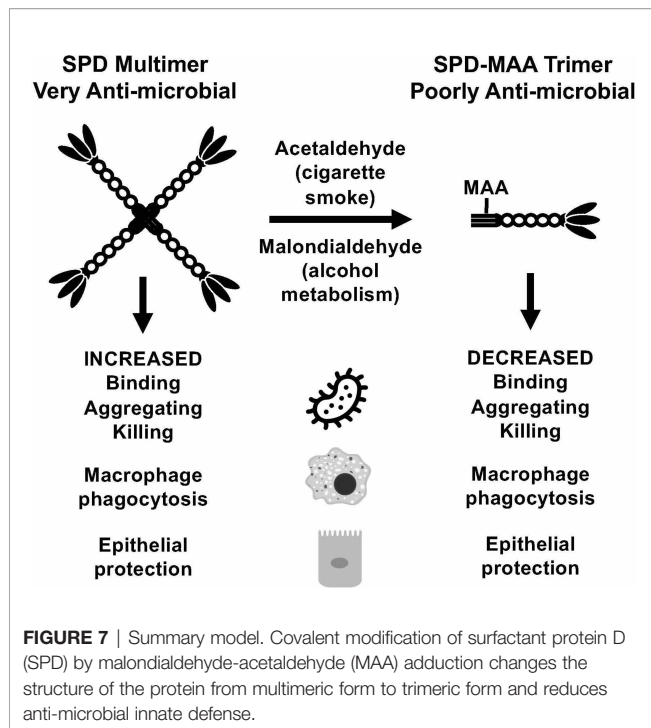 SPD Multimer
Very Anti-microbial
SPD-MAA Trimer
Poorly Anti-microbial
Acetaldehyde
(cigarette
smoke)
Malondialdehyde
(alcohol
metabolism)
MAA
INCREASED
Binding
Aggregating
Killing
Macrophage
phagocytosis
Epithelial
protection
DECREASED
Binding
Aggregating
Killing
Macrophage
phagocytosis
Epithelial
protection
FIGURE 7 | Summary model. Covalent modification of surfactant protein D
(SPD) by malondialdehyde-acetaldehyde (MAA) adduction changes the
structure of the protein from multimeric form to trimeric form and reduces
anti-microbial innate defense.